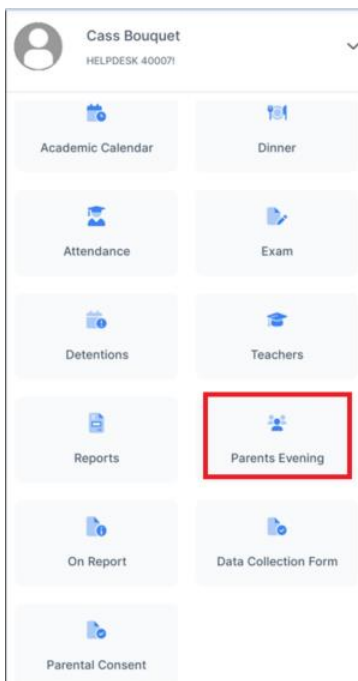 Cass Bouquet
HELPDESK 40007!
Academic Calendar
Dinner
Attendance
Exam
Detentions
Teachers
Reports
Parents Evening
On Report
Data Collection Form
Parental Consent